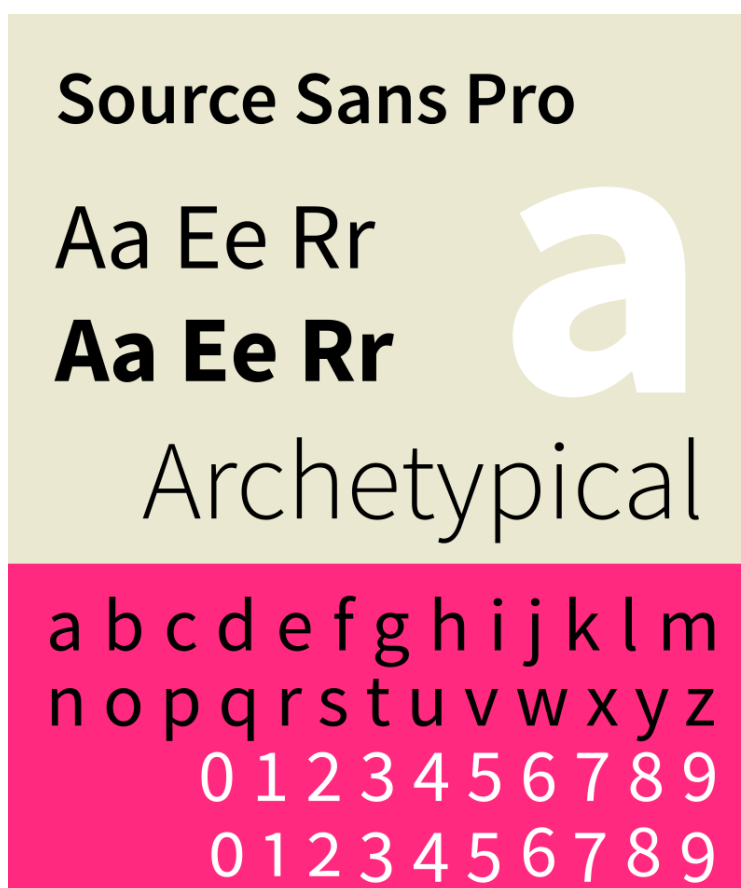 Source Sans Pro
Aa Ee Rr
a
Aa Ee Rr
Archetypical
a b c d e f g h i j k l m
n o p q r s t u v w x y z
0 1 2 3 4 5 6 7 8 9
0 1 2 3 4 5 6 7 8 9